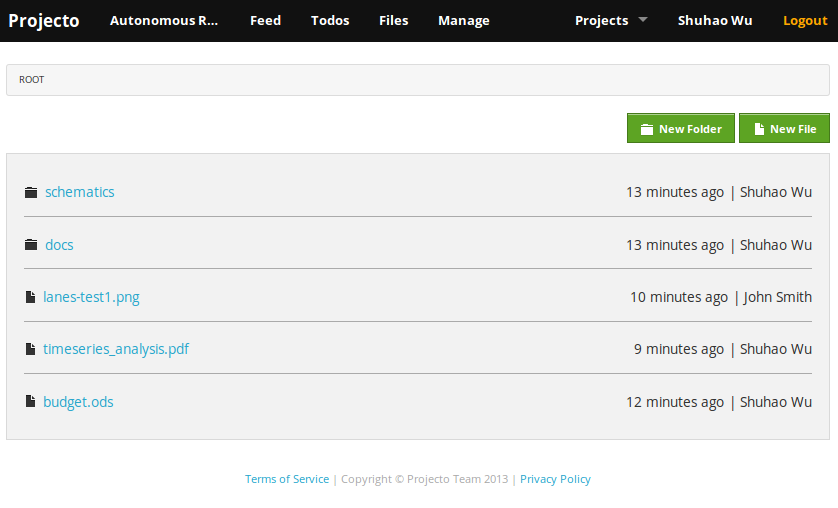 Projecto Autonomous R... Feed Todos Files Manage Projects Shuhao Wu Logout
ROOT
New Folder New File
schematics 13 minutes ago | Shuhao Wu
docs 13 minutes ago | Shuhao Wu
lanes-test1.png 10 minutes ago | John Smith
timeseries_analysis.pdf 9 minutes ago | Shuhao Wu
budget.ods 12 minutes ago | Shuhao Wu
Terms of Service | Copyright © Projecto Team 2013 | Privacy Policy